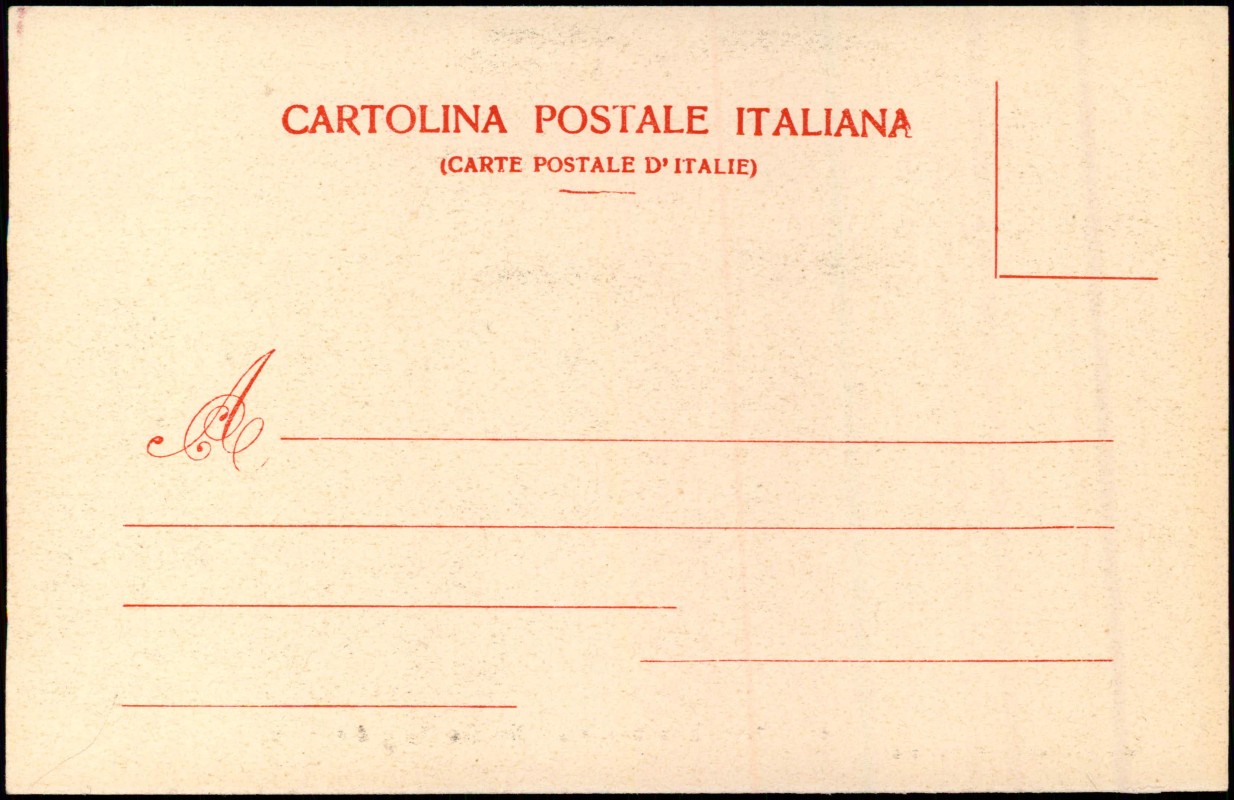 CARTOLINA POSTALE ITALIANA
(CARTE POSTALE D'ITALIE)
A